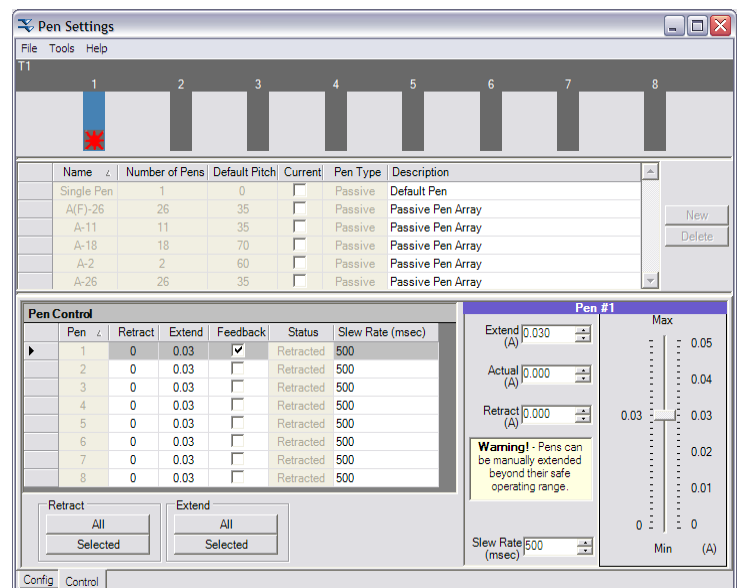 Pen Settings
File Tools Help
T1
1 2 3 4 5 6 7 8
Name Number of Pens Default Pitch Current Pen Type Description
Single Pen 1 0 Passive Default Pen
A(F)-26 26 35 Passive Passive Pen Array
A-11 11 35 Passive Passive Pen Array
A-18 18 70 Passive Passive Pen Array
A-2 2 60 Passive Passive Pen Array
A-26 26 35 Passive Passive Pen Array
New
Delete
Pen Control
Pen Retract Extend Feedback Status Slew Rate (msec)
1 0 0.03 Retracted 500
2 0 0.03 Retracted 500
3 0 0.03 Retracted 500
4 0 0.03 Retracted 500
5 0 0.03 Retracted 500
6 0 0.03 Retracted 500
7 0 0.03 Retracted 500
8 0 0.03 Retracted 500
Retract
All
Selected
Extend
All
Selected
Pen #1
Extend 0.030
(A)
Actual 0.000
(A)
Retract 0.000
(A)
Warning! - Pens can
be manually extended
beyond their safe
operating range.
Slew Rate 500
(msec)
Max
0.05
0.04
0.03 0.03
0.02
0.01
0 0
Min (A)
Config Control